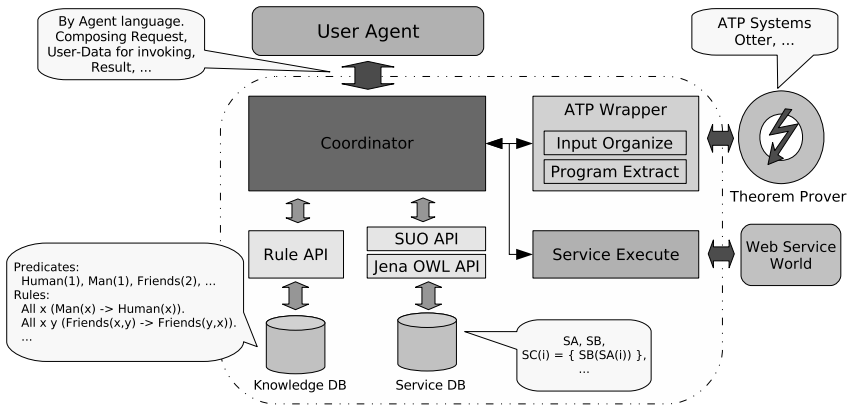 By Agent language.
Composing Request,
User-Data for invoking,
Result, ...
User Agent
ATP Systems
Otter, ...
Coordinator
ATP Wrapper
Input Organize
Program Extract
Theorem Prover
Rule API
SUO API
Jena OWL API
Service Execute
Web Service
World
Predicates:
Human(1), Man(1), Friends(2), ...
Rules:
All x (Man(x) -> Human(x)).
All x y (Friends(x,y) -> Friends(y,x)).
...
Knowledge DB
Service DB
SA, SB,
SC(i) = { SB(SA(i)) },
...